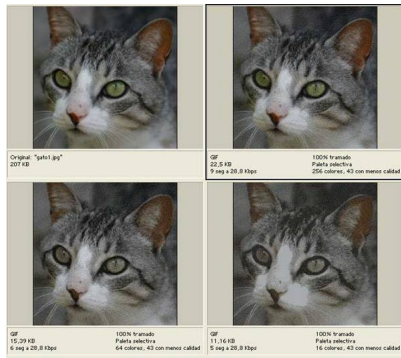 Original: "gato1.jpg"
207 KB
GIF
22,5 KB
9 seg a 28,8 Kbps
100% tramado
Paleta selectiva
256 colores, 43 con menos calidad
GIF
15,39 KB
6 seg a 28,8 Kbps
100% tramado
Paleta selectiva
64 colores, 43 con menos calidad
GIF
11,16 KB
5 seg a 28,8 Kbps
100% tramado
Paleta selectiva
16 colores, 43 con menos calidad